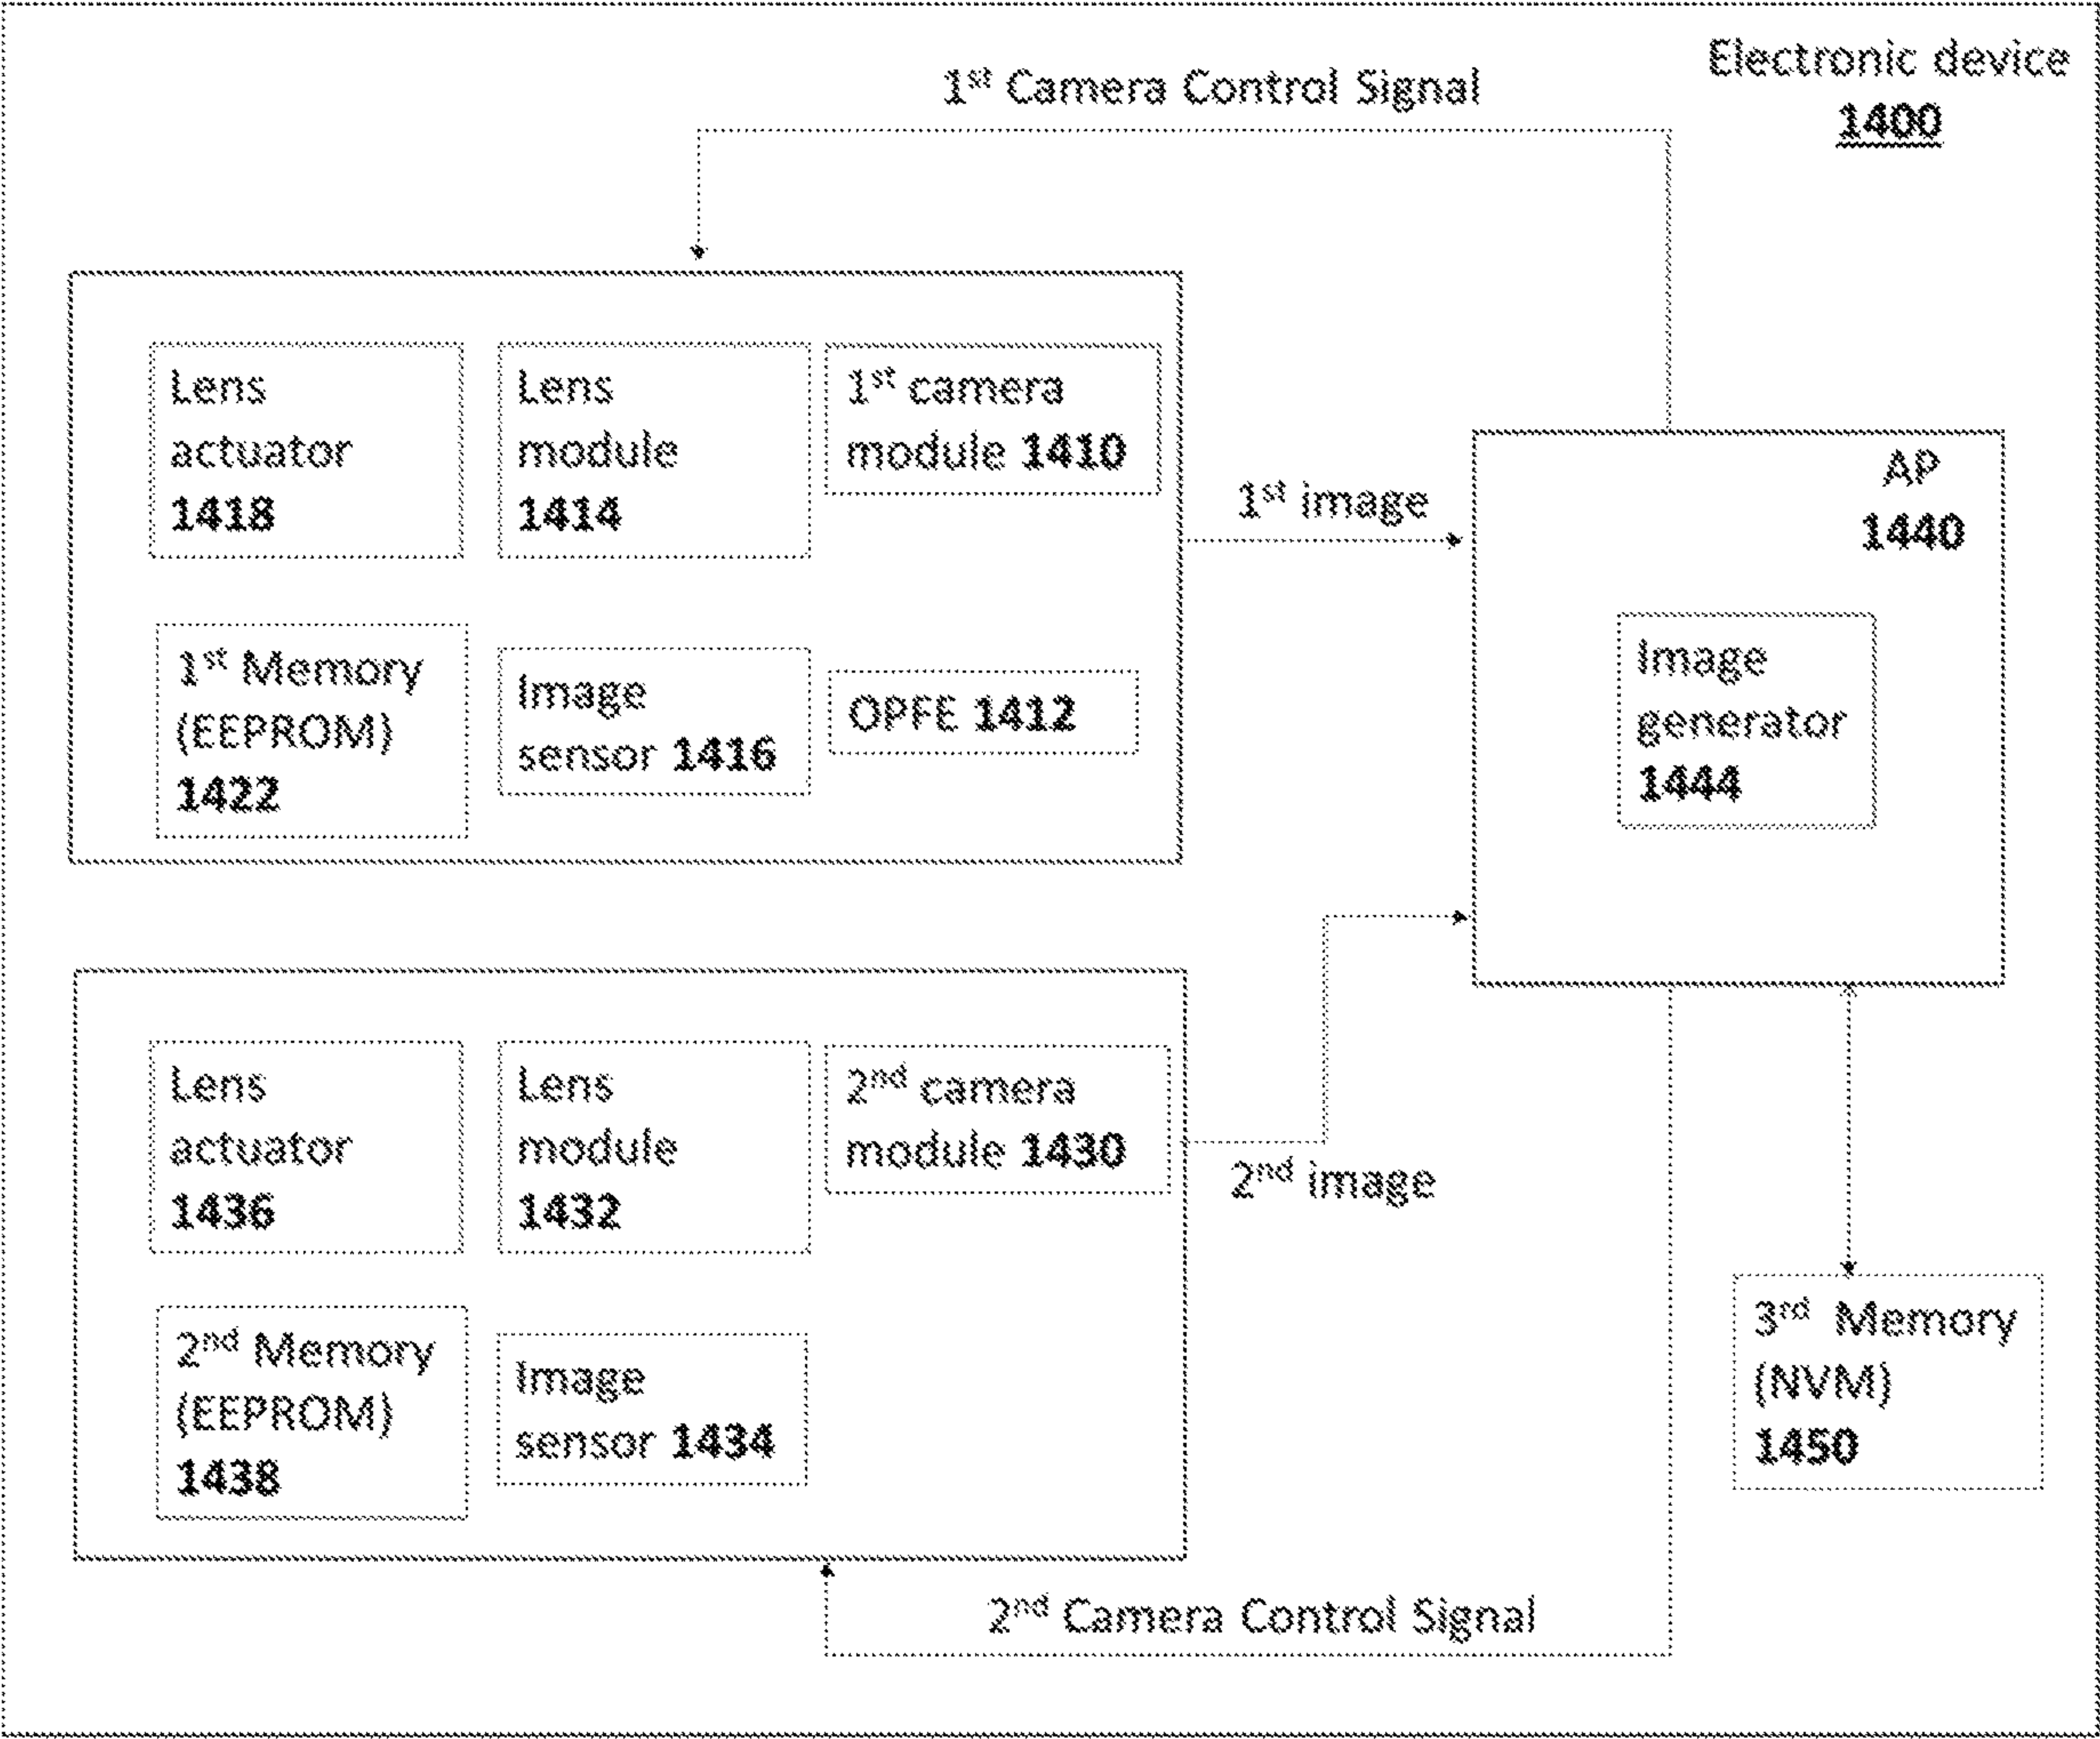 Electronic device
1400
1st Camera Control Signal
Lens
actuator
1418
Lens
module
1414
1st camera
module 1410
1st Memory
(EEPROM)
1422
Image
sensor 1416
OPFE 1412
1st image
AP
1440
Image
generator
1444
Lens
actuator
1436
Lens
module
1432
2nd camera
module 1430
2nd Memory
(EEPROM)
1438
Image
sensor 1434
2nd image
3rd Memory
(NVM)
1450
2nd Camera Control Signal